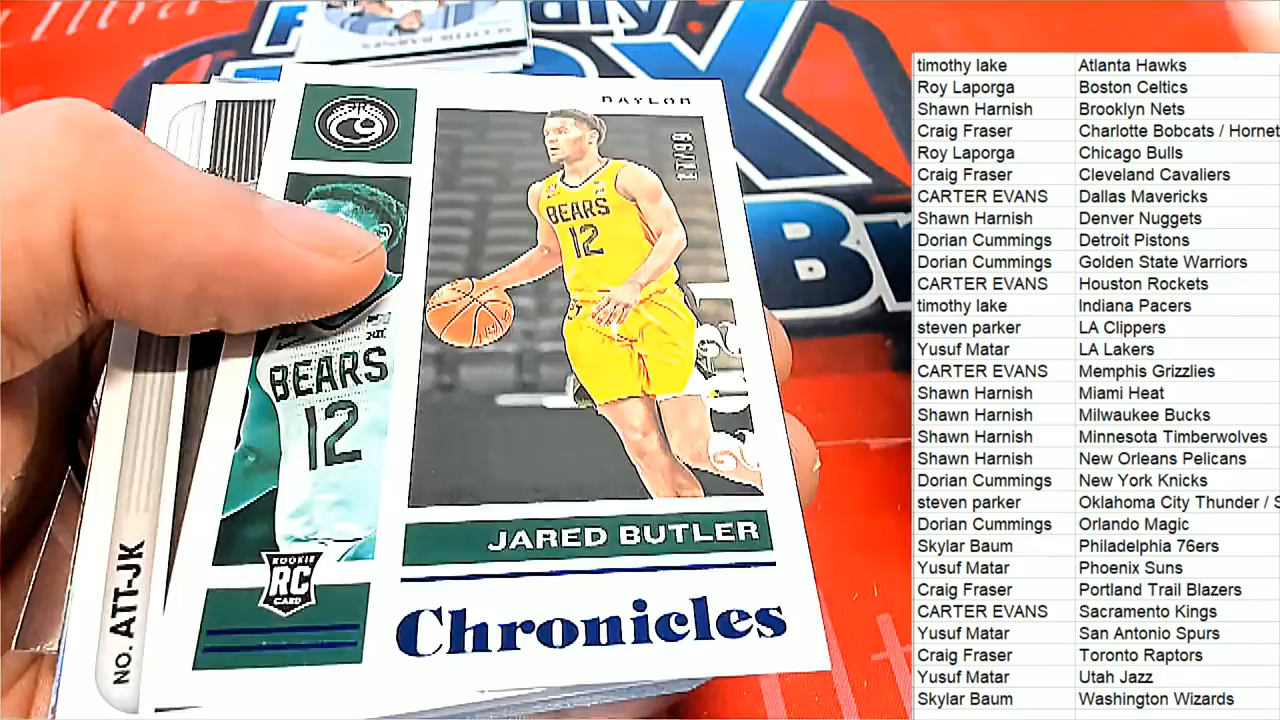 BAYLOR
BEARS
12
BEARS
12
JARED BUTLER
ROOKIE
RC
CARD
Chronicles
NO. ATT-JK
timothy lake Atlanta Hawks
Roy Laporga Boston Celtics
Shawn Harnish Brooklyn Nets
Craig Fraser Charlotte Bobcats / Hornet
Roy Laporga Chicago Bulls
Craig Fraser Cleveland Cavaliers
CARTER EVANS Dallas Mavericks
Shawn Harnish Denver Nuggets
Dorian Cummings Detroit Pistons
Dorian Cummings Golden State Warriors
CARTER EVANS Houston Rockets
timothy lake Indiana Pacers
steven parker LA Clippers
Yusuf Matar LA Lakers
CARTER EVANS Memphis Grizzlies
Shawn Harnish Miami Heat
Shawn Harnish Milwaukee Bucks
Shawn Harnish Minnesota Timberwolves
Shawn Harnish New Orleans Pelicans
Dorian Cummings New York Knicks
steven parker Oklahoma City Thunder / S
Dorian Cummings Orlando Magic
Skylar Baum Philadelphia 76ers
Yusuf Matar Phoenix Suns
Craig Fraser Portland Trail Blazers
CARTER EVANS Sacramento Kings
Yusuf Matar San Antonio Spurs
Craig Fraser Toronto Raptors
Yusuf Matar Utah Jazz
Skylar Baum Washington Wizards